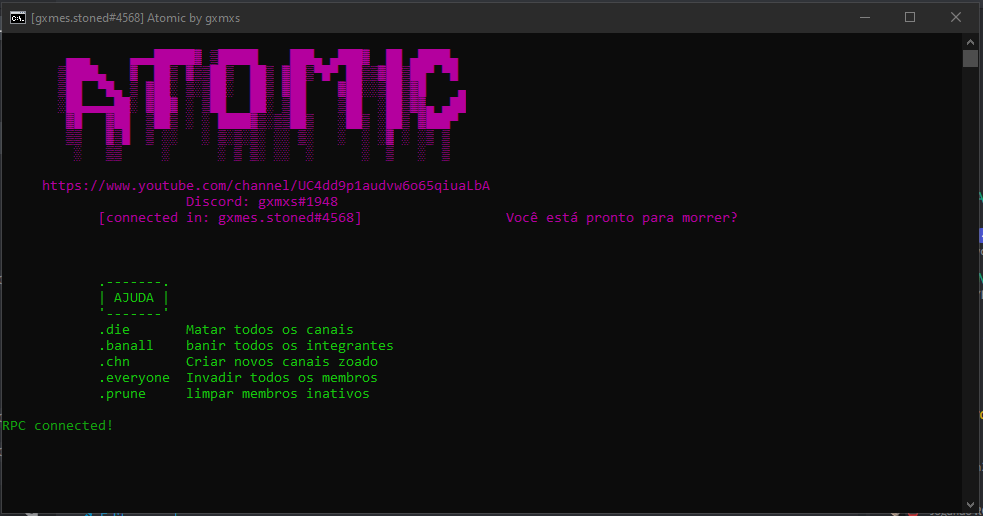 [gxmes.stoned#4568] Atomic by gxmxs
ATOMIC
https://www.youtube.com/channel/UC4dd9p1audvw6o65qiuaLbA
Discord: gxmxs#1948
[connected in: gxmes.stoned#4568] Você está pronto para morrer?
AJUDA
.die Matar todos os canais
.banall banir todos os integrantes
.chn Criar novos canais zoado
.everyone Invadir todos os membros
.prune limpar membros inativos
RPC connected!